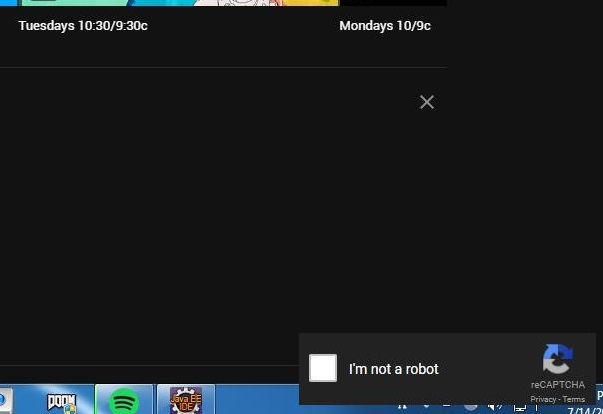 Tuesdays 10:30/9:30c
Mondays 10/9c
I'm not a robot
reCAPTCHA
Privacy - Terms
DOOM
Java EE
IDE
7/14/2